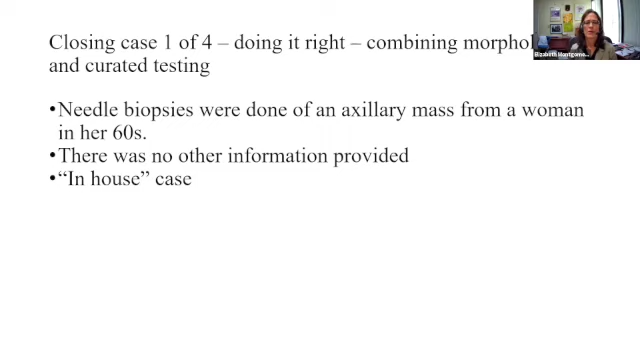 Closing case 1 of 4 – doing it right – combining morphol
and curated testing
•Needle biopsies were done of an axillary mass from a woman
in her 60s.
•There was no other information provided
•“In house” case
Elizabeth Montgome...